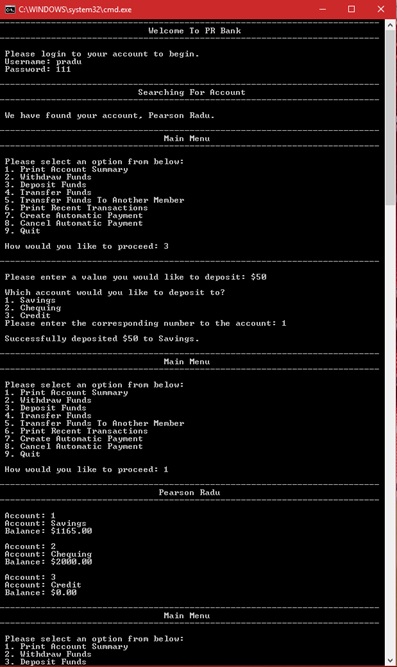 C:\WINDOWS\system32\cmd.exe
Welcome To PR Bank
Please login to your account to begin.
Username: pradu
Password: 111
Searching For Account
We have found your account, Pearson Radu.
Main Menu
Please select an option from below:
1. Print Account Summary
2. Withdraw Funds
3. Deposit Funds
4. Transfer Funds
5. Transfer Funds To Another Member
6. Print Recent Transactions
7. Create Automatic Payment
8. Cancel Automatic Payment
9. Quit
How would you like to proceed: 3
Please enter a value you would like to deposit: $50
Which account would you like to deposit to?
1. Savings
2. Chequing
3. Credit
Please enter the corresponding number to the account: 1
Successfully deposited $50 to Savings.
Main Menu
Please select an option from below:
1. Print Account Summary
2. Withdraw Funds
3. Deposit Funds
4. Transfer Funds
5. Transfer Funds To Another Member
6. Print Recent Transactions
7. Create Automatic Payment
8. Cancel Automatic Payment
9. Quit
How would you like to proceed: 1
Pearson Radu
Account: 1
Account: Savings
Balance: $1165.00
Account: 2
Account: Chequing
Balance: $2000.00
Account: 3
Account: Credit
Balance: $0.00
Main Menu
Please select an option from below:
1. Print Account Summary
2. Withdraw Funds
3. Deposit Funds